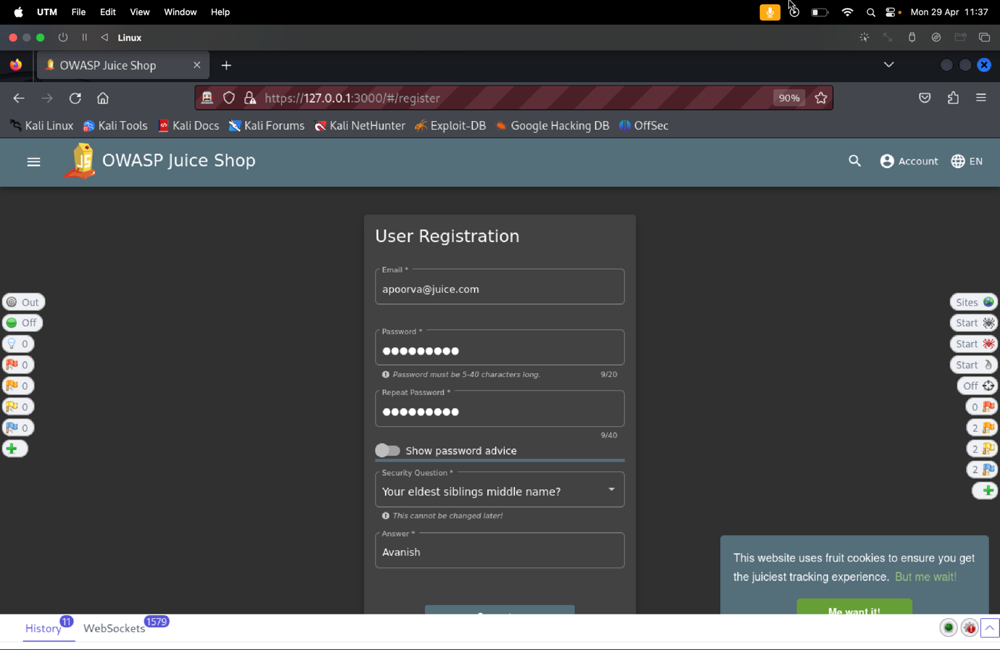 UTM File Edit View Window Help Mon 29 Apr 11:37
Linux
OWASP Juice Shop
https://127.0.0.1:3000/#/register 90%
Kali Linux Kali Tools Kali Docs Kali Forums Kali NetHunter Exploit-DB Google Hacking DB OffSec
JS OWASP Juice Shop Account EN
User Registration
Email *
apoorva@juice.com
Password *
Password must be 5-40 characters long. 9/20
Repeat Password *
9/40
Show password advice
Security Question *
Your eldest siblings middle name?
This cannot be changed later!
Answer *
Avanish
Out
Off
0
0
0
0
0
Sites
Start
Start
Start
Off
0
2
2
2
This website uses fruit cookies to ensure you get
the juiciest tracking experience. But me wait!
Me want it!
History 11 WebSockets 1579